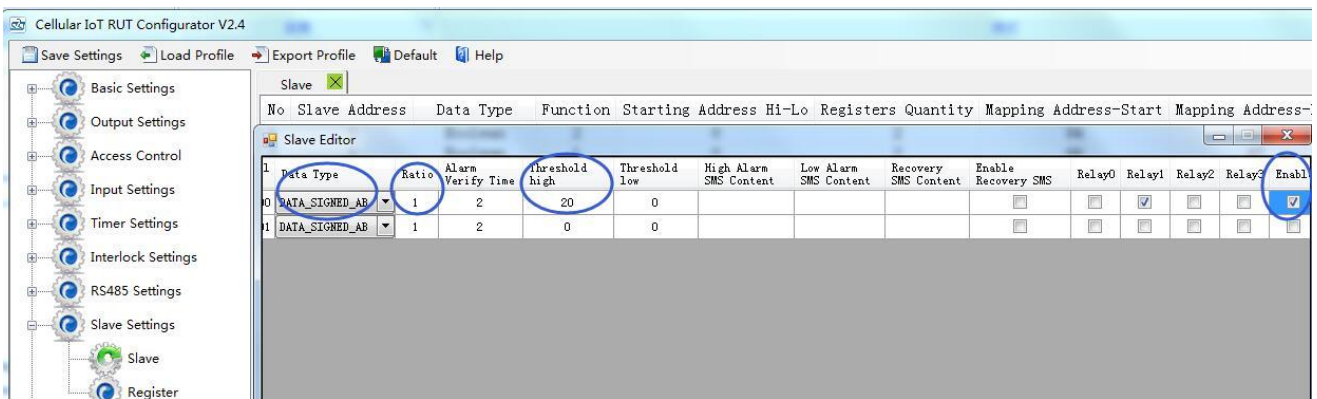 Cellular IoT RUT Configurator V2.4
Save Settings Load Profile Export Profile Default Help
Basic Settings
Output Settings
Access Control
Input Settings
Timer Settings
Interlock Settings
RS485 Settings
Slave Settings
Slave
Register
Slave
No Slave Address Data Type Function Starting Address Hi-Lo Registers Quantity Mapping Address-Start Mapping Address-
Slave Editor
Data Type Ratio Alarm Verify Time Threshold high Threshold low High Alarm SMS Content Low Alarm SMS Content Recovery SMS Content Enable Recovery SMS Relay0 Relay1 Relay2 Relay3 Enabl
DATA_SIGNED_AB 1 2 20 0
DATA_SIGNED_AB 1 2 0 0